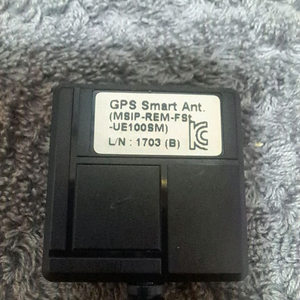 GPS Smart Ant.
(MSIP-REM-FSt
-UE100SM)
L/N : 1703 (B)